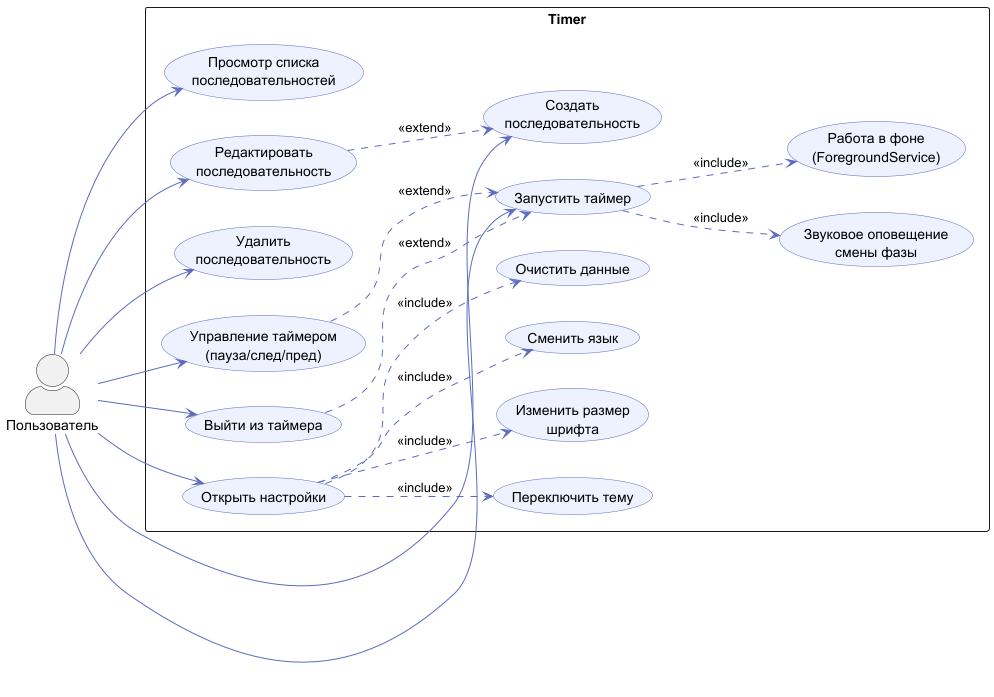 Timer
Просмотр списка
последовательностей
Создать
последовательность
«extend»
Редактировать
последовательность
Работа в фоне
(ForegroundService)
«include»
«extend»
Запустить таймер
«include»
Звуковое оповещение
смены фазы
Удалить
последовательность
«extend»
Очистить данные
«include»
Управление таймером
(пауза/след/пред)
Сменить язык
«include»
Изменить размер
шрифта
Выйти из таймера
Пользователь
«include»
«include»
Открыть настройки
Переключить тему